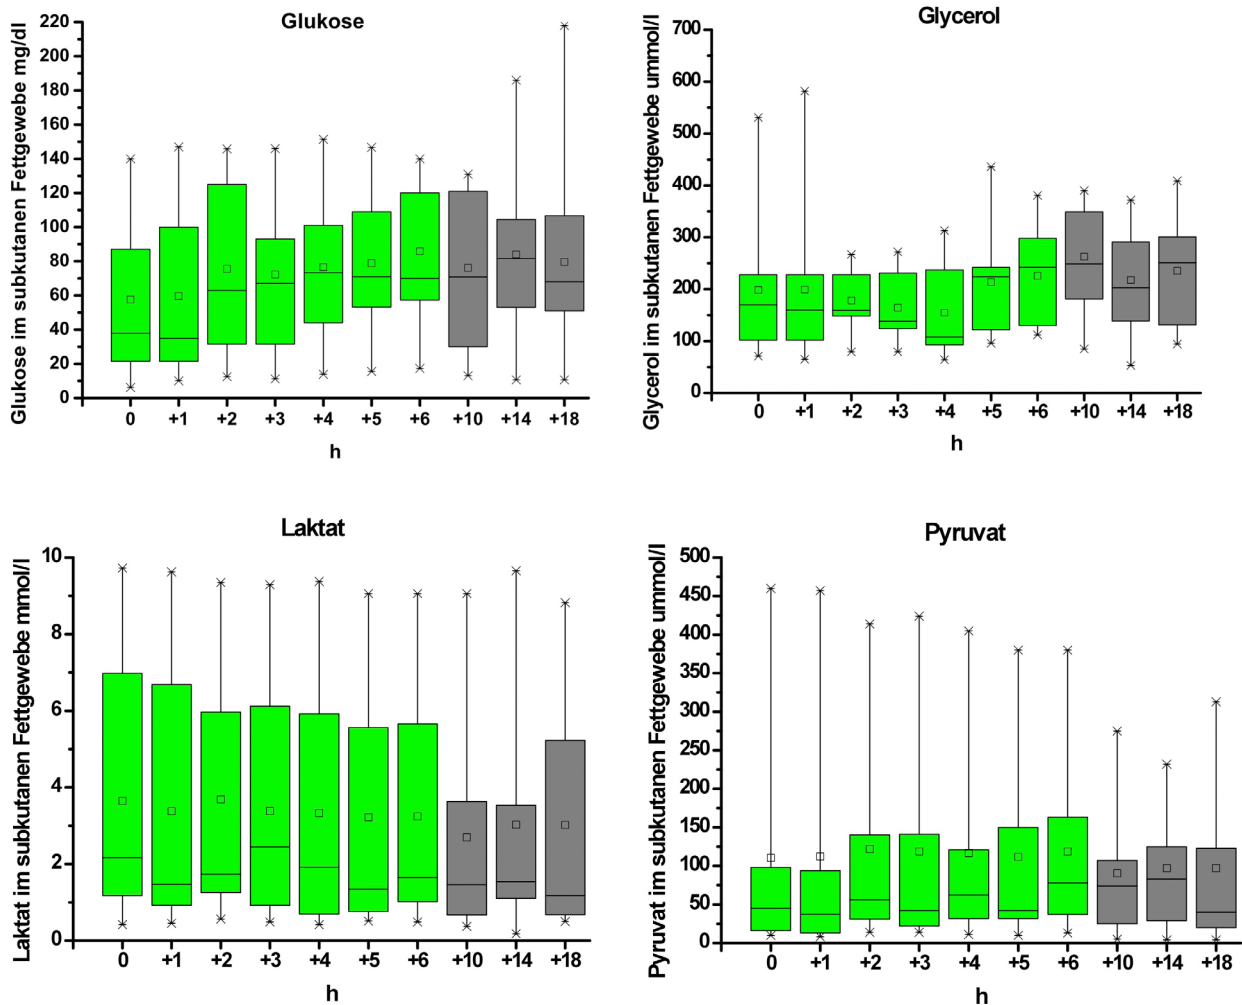 Glukose
Glukose im subkutanen Fettgewebe mg/dl
220
200
180
160
140
120
100
80
60
40
20
0
0 +1 +2 +3 +4 +5 +6 +10 +14 +18
h
Glycerol
Glycerol im subkutanen Fettgewebe ummol/l
700
600
500
400
300
200
100
0
0 +1 +2 +3 +4 +5 +6 +10 +14 +18
h
Laktat
Laktat im subkutanen Fettgewebe mmol/l
10
8
6
4
2
0
0 +1 +2 +3 +4 +5 +6 +10 +14 +18
h
Pyruvat
Pyruvat im subkutanen Fettgewebe ummol/l
500
450
400
350
300
250
200
150
100
50
0
0 +1 +2 +3 +4 +5 +6 +10 +14 +18
h